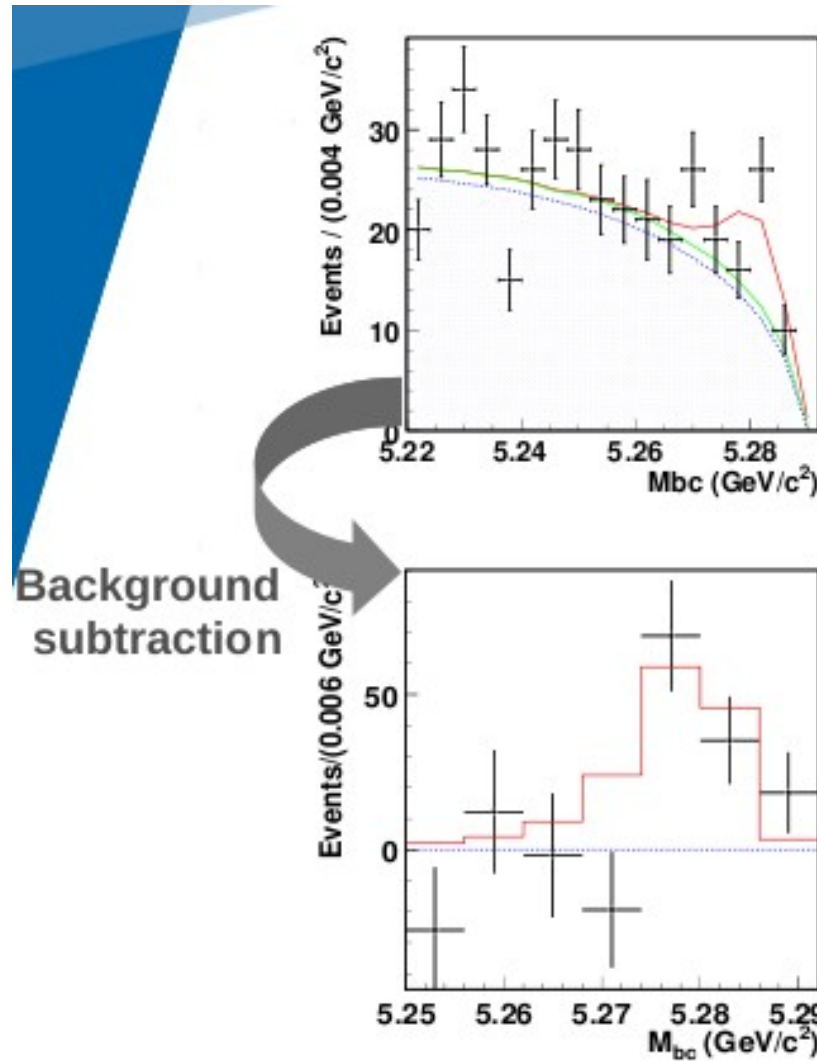 Events / (0.004 GeV/c²)
30
20
10
0
5.22 5.24 5.26 5.28
Mbc (GeV/c²)
Background
subtraction
Events/(0.006 GeV/c²
50
0
5.25 5.26 5.27 5.28 5.29
M_bc (GeV/c²)